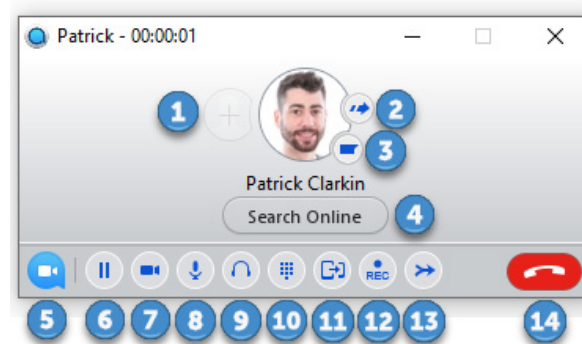 Patrick - 00:00:01
1
2
3
Patrick Clarkin
Search Online
4
REC
5 6 7 8 9 10 11 12 13 14